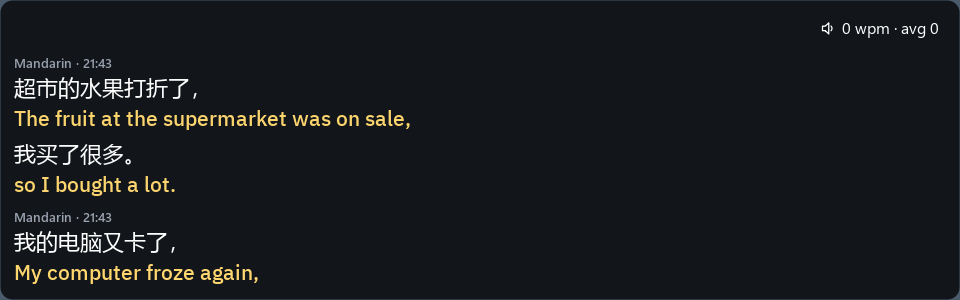 0 wpm · avg 0
Mandarin · 21:43
超市的水果打折了，
The fruit at the supermarket was on sale,
我买了很多。
so I bought a lot.
Mandarin · 21:43
我的电脑又卡了，
My computer froze again,